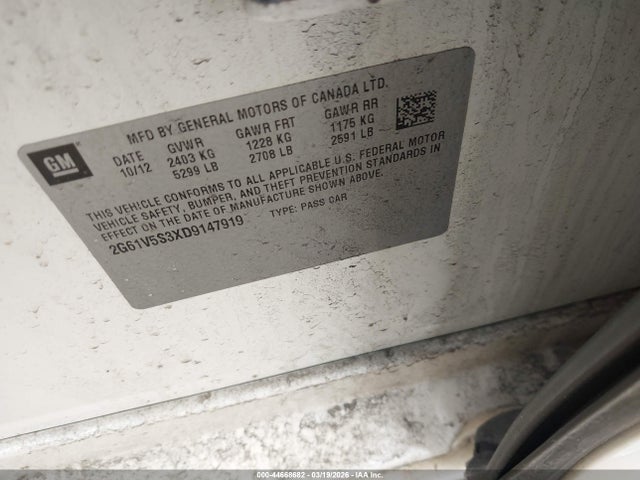 MFD BY GENERAL MOTORS OF CANADA LTD.
GM
DATE GVWR GAWR FRT GAWR RR
10/12 2403 KG 1228 KG 1175 KG
5299 LB 2708 LB 2591 LB
THIS VEHICLE CONFORMS TO ALL APPLICABLE U.S. FEDERAL MOTOR
VEHICLE SAFETY, BUMPER, AND THEFT PREVENTION STANDARDS IN
EFFECT ON THE DATE OF MANUFACTURE SHOWN ABOVE.
2G61V5S3XD9147919 TYPE: PASS CAR
000-44668682 - 03/19/2026 - IAA INC.